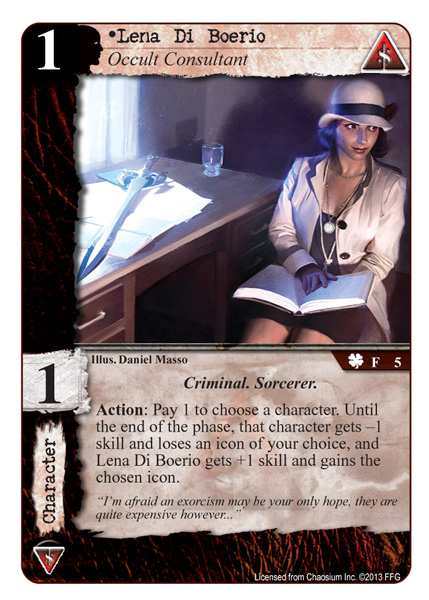 1
•Lena Di Boerio
Occult Consultant
Illus. Daniel Masso
F 5
1
Character
Criminal. Sorcerer.
Action: Pay 1 to choose a character. Until
the end of the phase, that character gets –1
skill and loses an icon of your choice, and
Lena Di Boerio gets +1 skill and gains the
chosen icon.
“I’m afraid an exorcism may be your only hope, they are
quite expensive however...”
Licensed from Chaosium Inc. ©2013 FFG